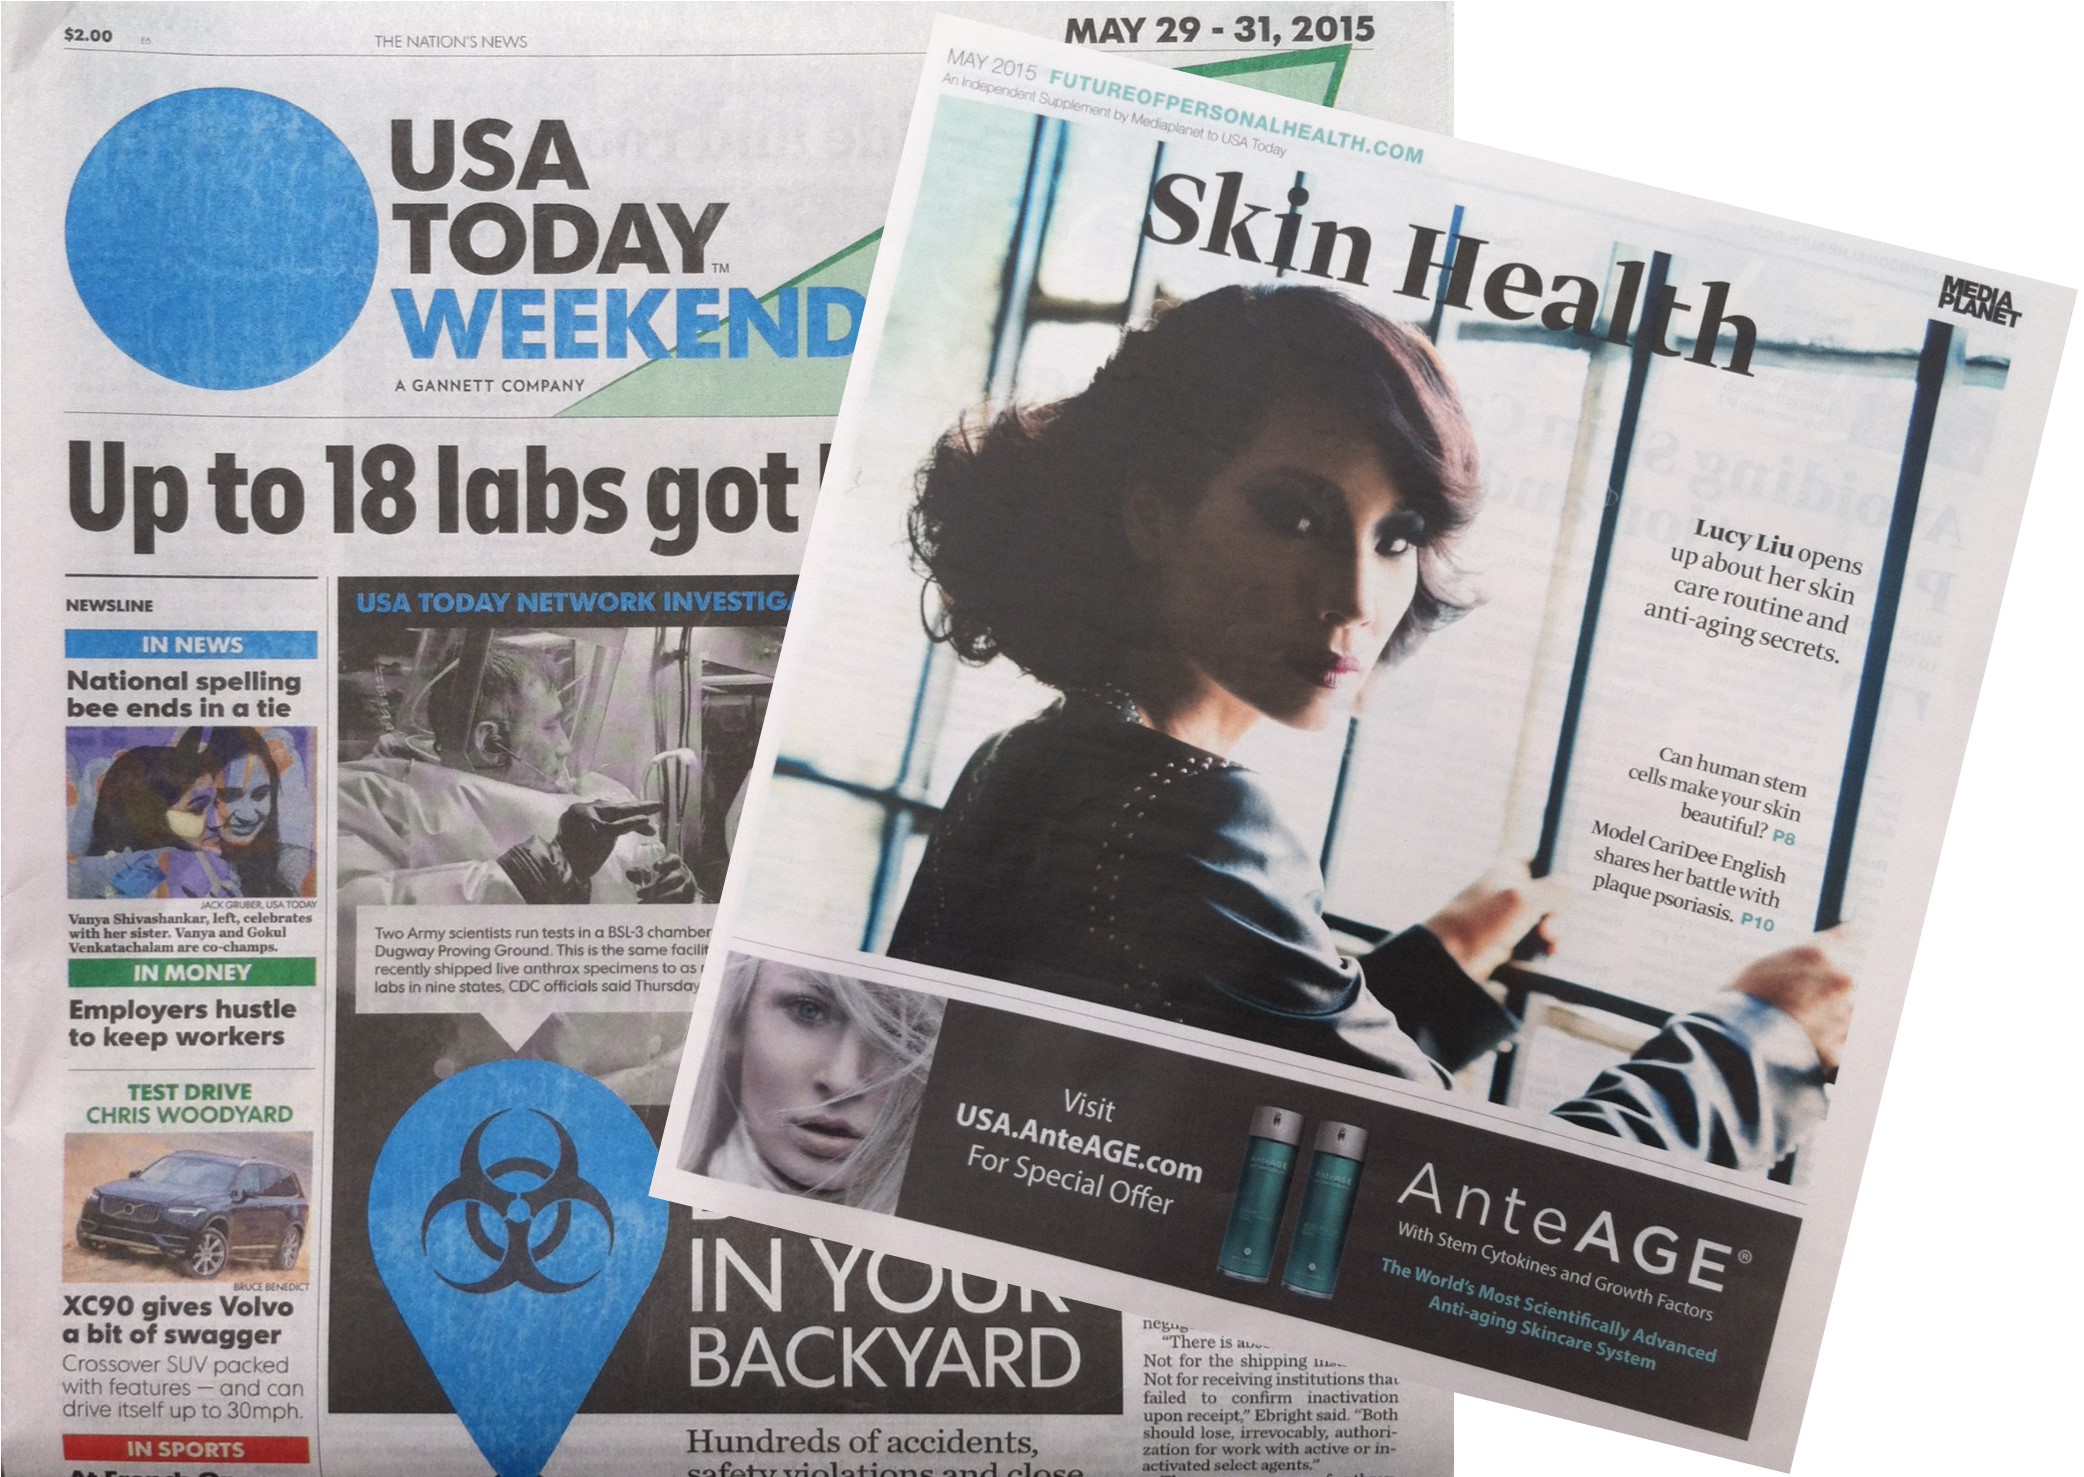 $2.00
THE NATION'S NEWS
MAY 29 - 31, 2015
USA
TODAY
™
WEEKEND
A GANNETT COMPANY
Up to 18 labs got
NEWSLINE
IN NEWS
National spelling
bee ends in a tie
JACK GRUBER, USA TODAY
Vanya Shivashankar, left, celebrates
with her sister. Vanya and Gokul
Venkatachalam are co-champs.
IN MONEY
Employers hustle
to keep workers
TEST DRIVE
CHRIS WOODYARD
BRUCE BENEDICT
XC90 gives Volvo
a bit of swagger
Crossover SUV packed
with features — and can
drive itself up to 30mph.
IN SPORTS
At French
USA TODAY NETWORK
Two Army scientists run tests in a BSL-3 chamber
Dugway Proving Ground. This is the same
recently shipped live anthrax specimens to as
labs in nine states, CDC officials said Thursday
IN YOUR
BACKYARD
Hundreds of accidents,
safety violations and close
"There is
Not for the shipping
Not for receiving institutions that
failed to confirm inactivation
upon receipt," Ebright said. "Both
should lose, irrevocably, authori-
zation for work with active or in-
activated select agents."
MAY 2015 FUTUREOFPERSONALHEALTH.COM
An Independent Supplement by Mediaplanet to USA Today
Skin Health
MEDIA
PLANET
Lucy Liu opens
up about her skin
care routine and
anti-aging secrets.
Can human stem
cells make your skin
beautiful? P8
Model CariDee English
shares her battle with
plaque psoriasis. P10
Visit
USA.AnteAGE.com
For Special Offer
AnteAGE
AnteAGE
AnteAGE®
With Stem Cytokines and Growth Factors
The World's Most Scientifically Advanced
Anti-aging Skincare System